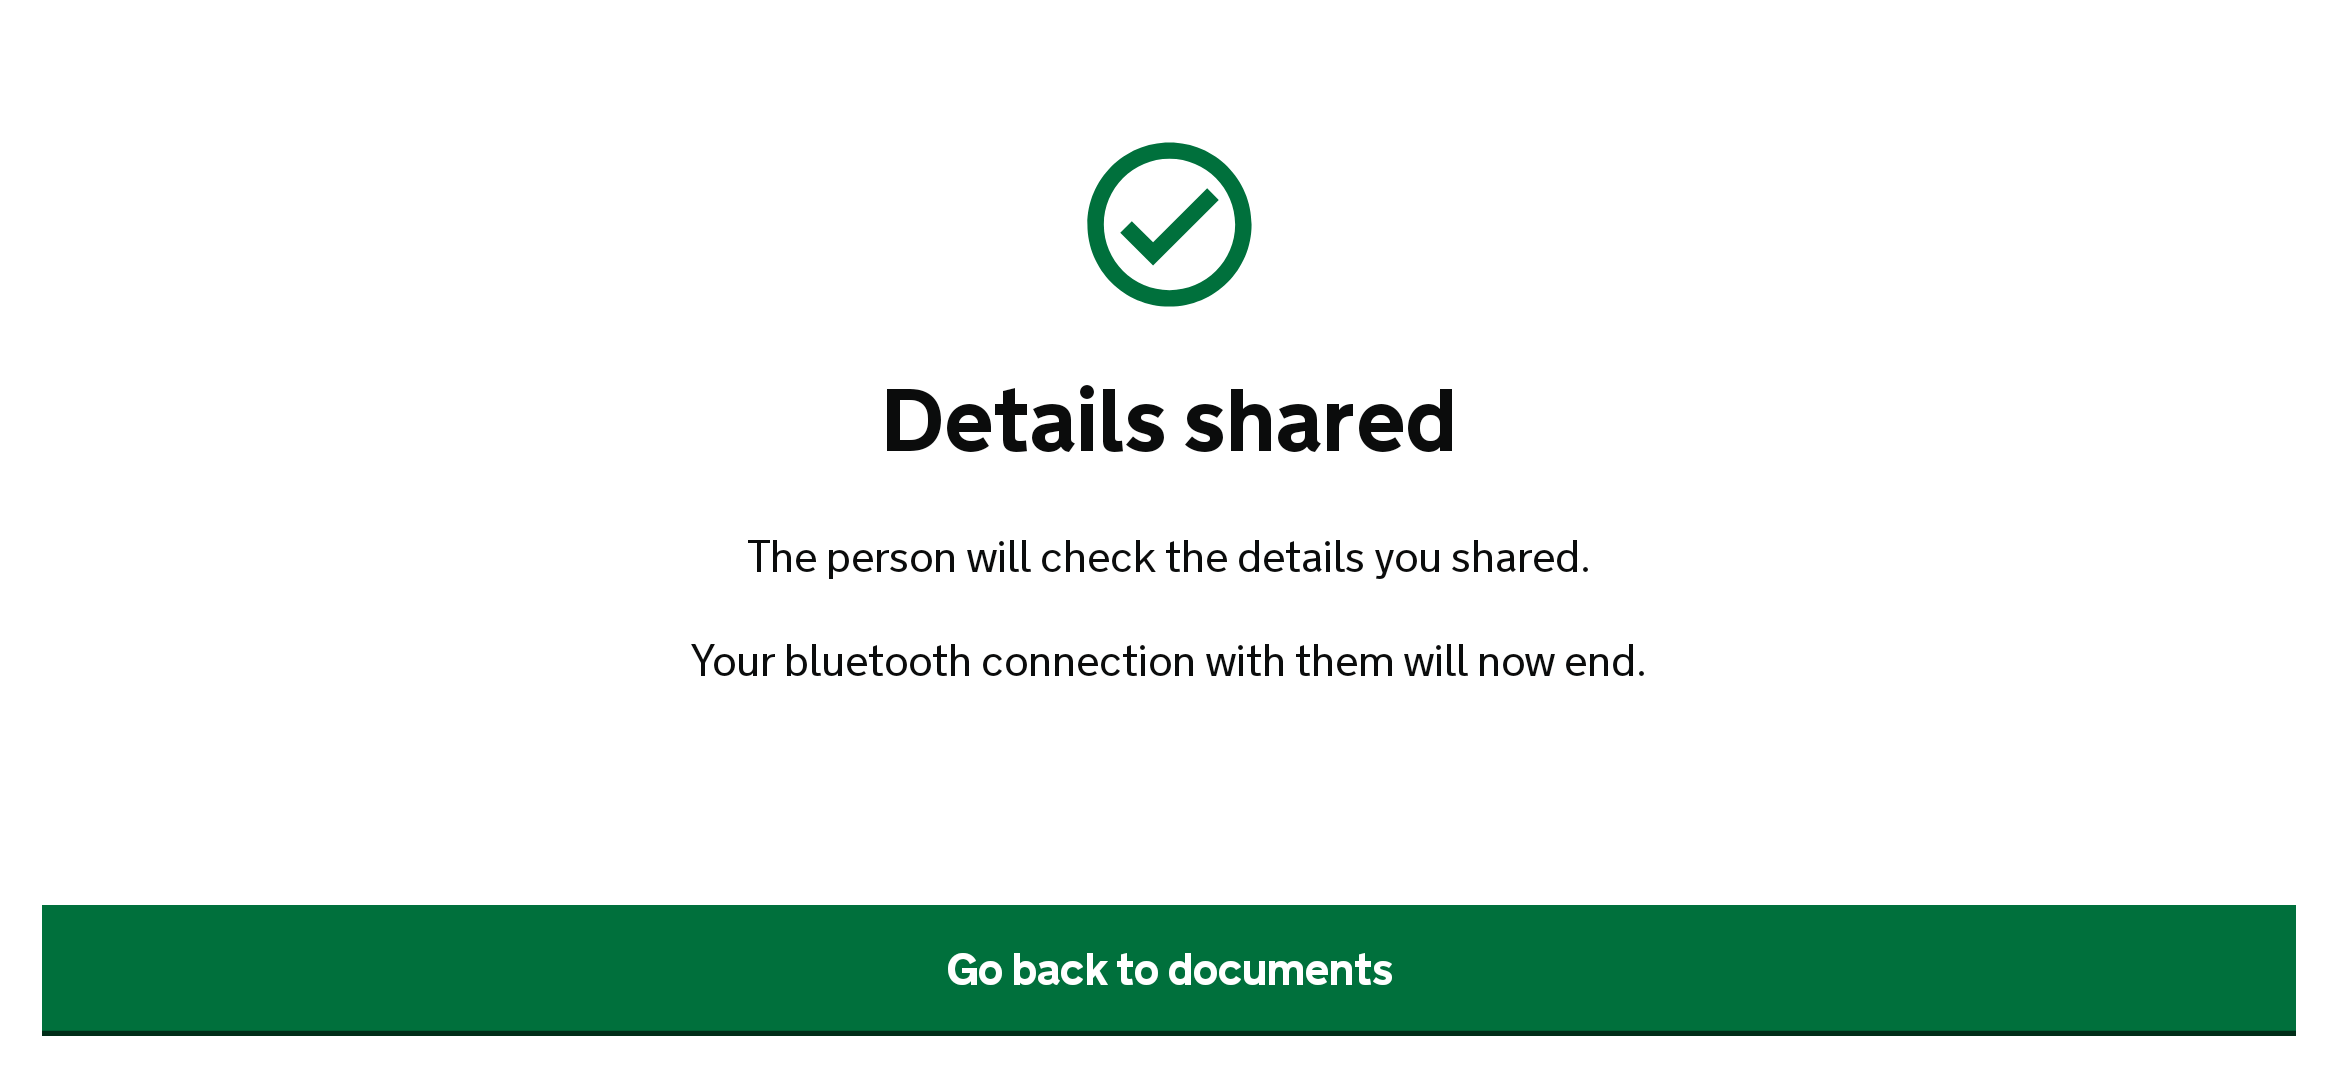 Details shared
The person will check the details you shared.
Your bluetooth connection with them will now end.
Go back to documents